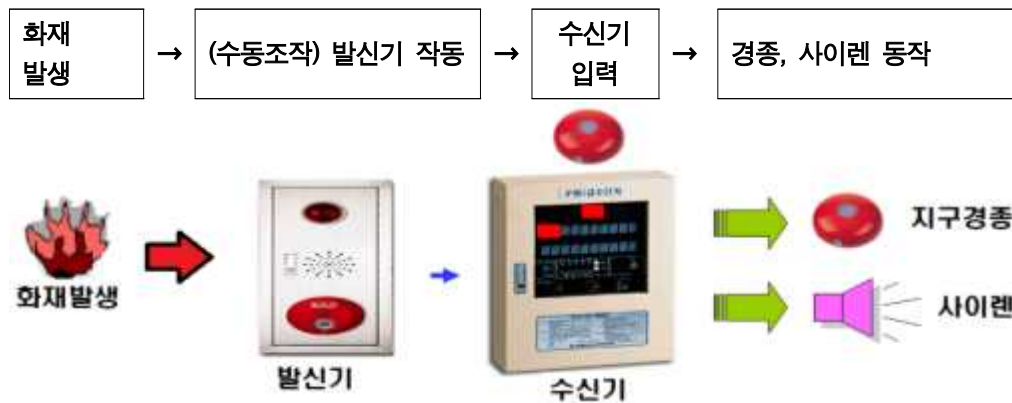 화재
발생
→
(수동조작) 발신기 작동
→
수신기
입력
→
경종, 사이렌 동작
화재발생
발신기
수신기
지구경종
사이렌